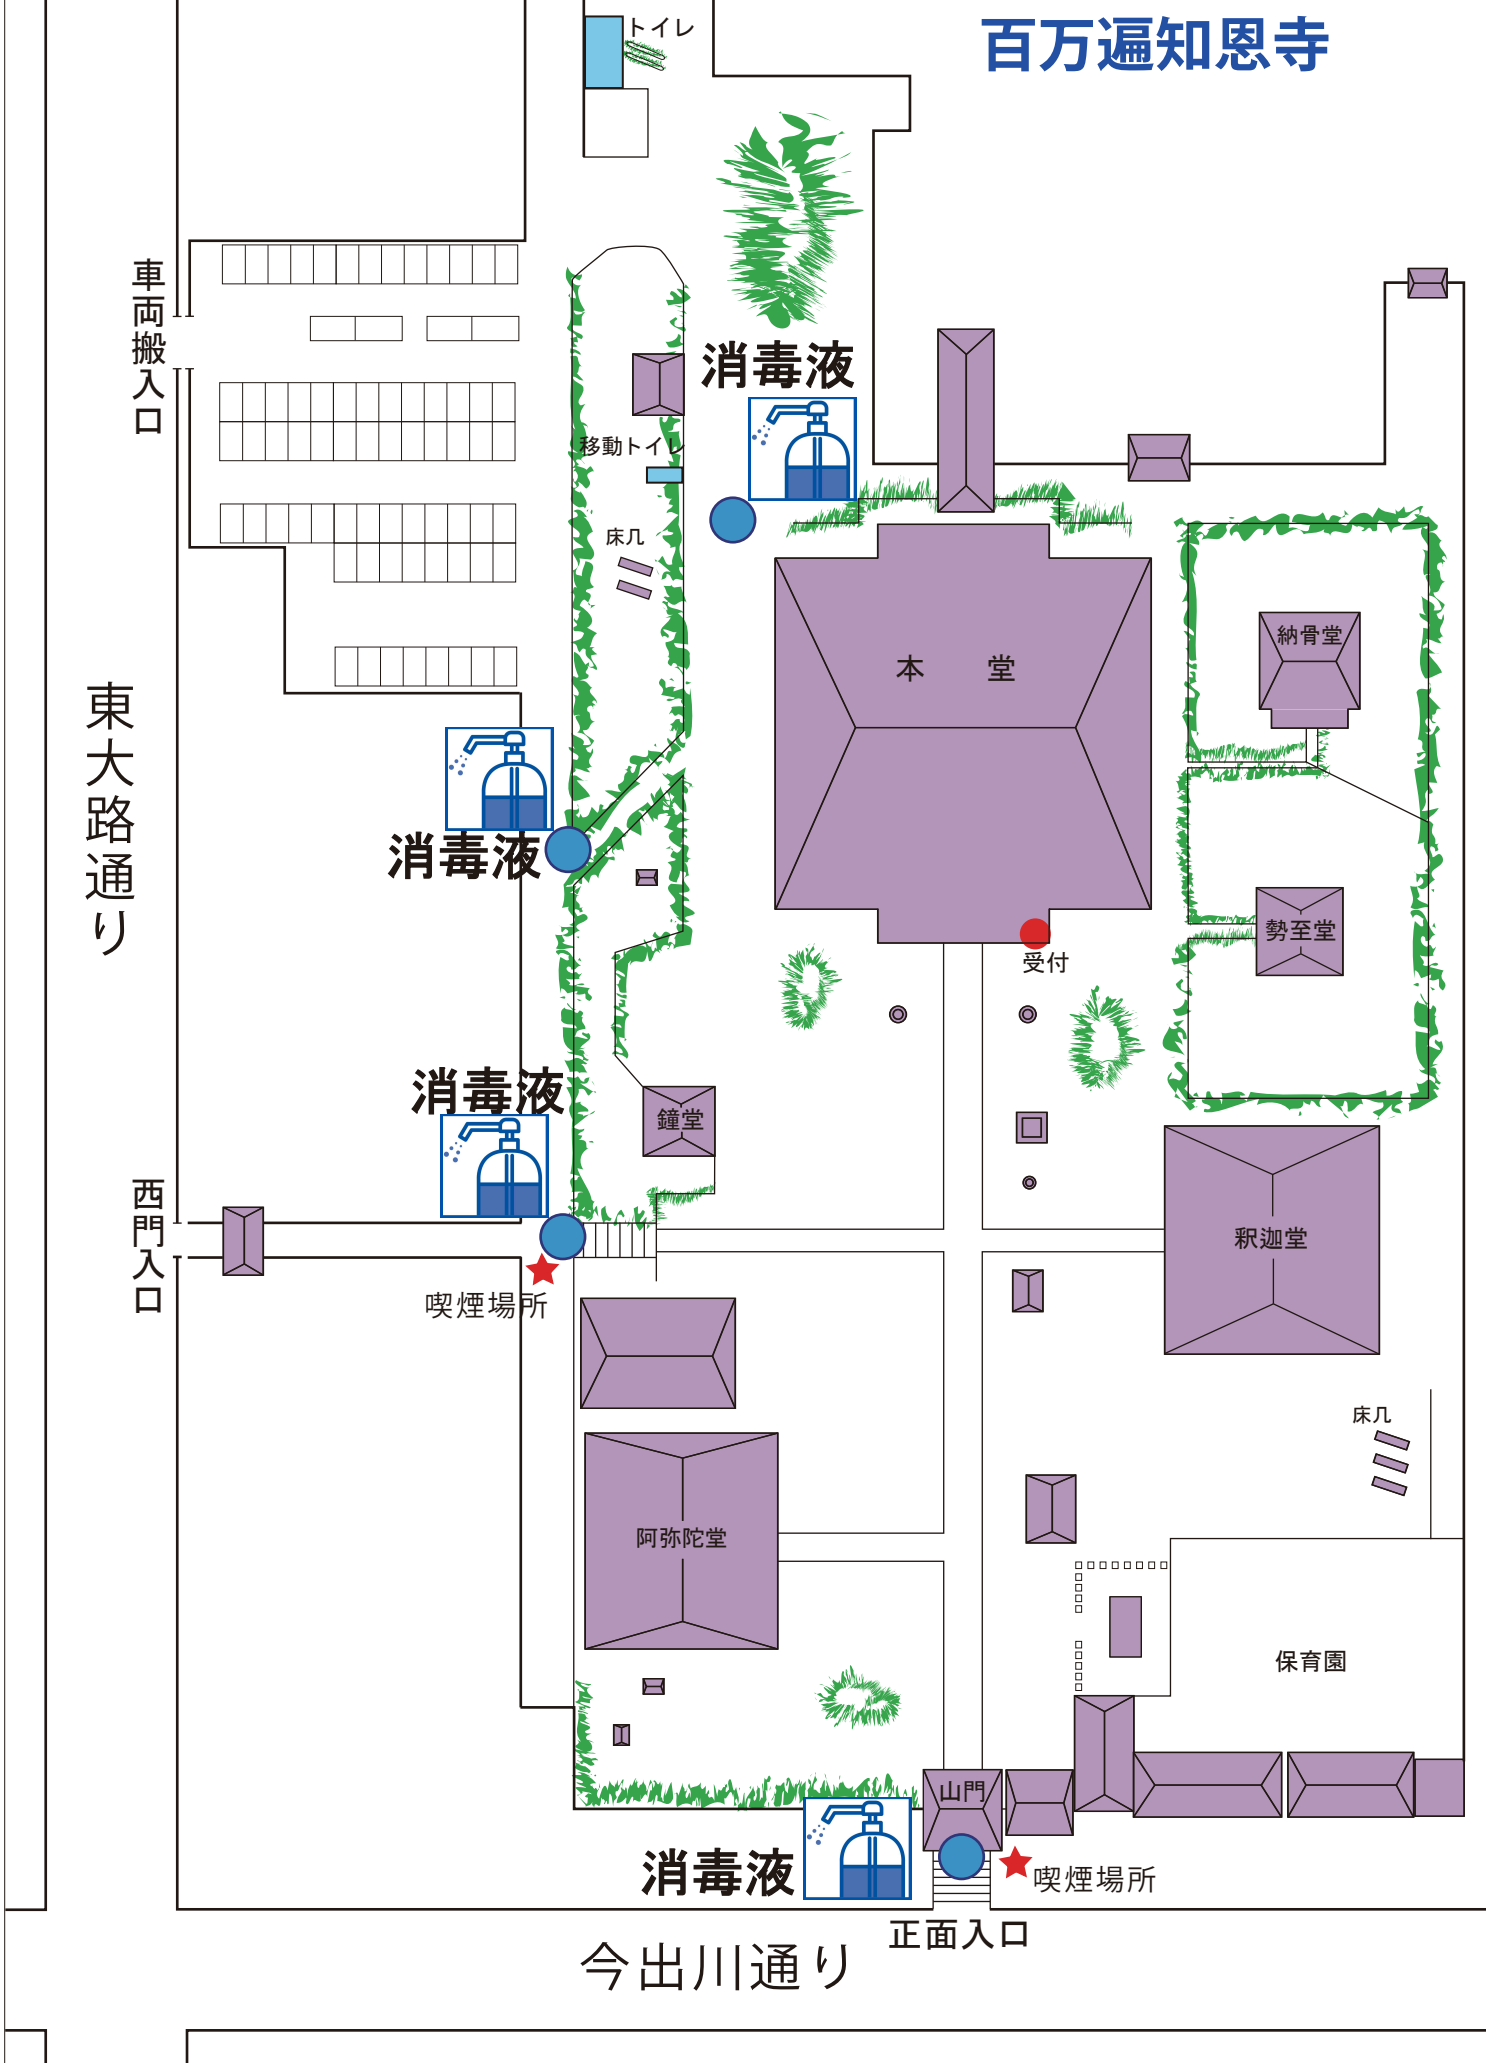 百万遍知恩寺
トイレ
車両搬入口
消毒液
移動トイレ
床几
本堂
納骨堂
東大路通り
消毒液
勢至堂
受付
消毒液
鐘堂
西門入口
釈迦堂
喫煙場所
床几
阿弥陀堂
保育園
山門
消毒液
喫煙場所
正面入口
今出川通り